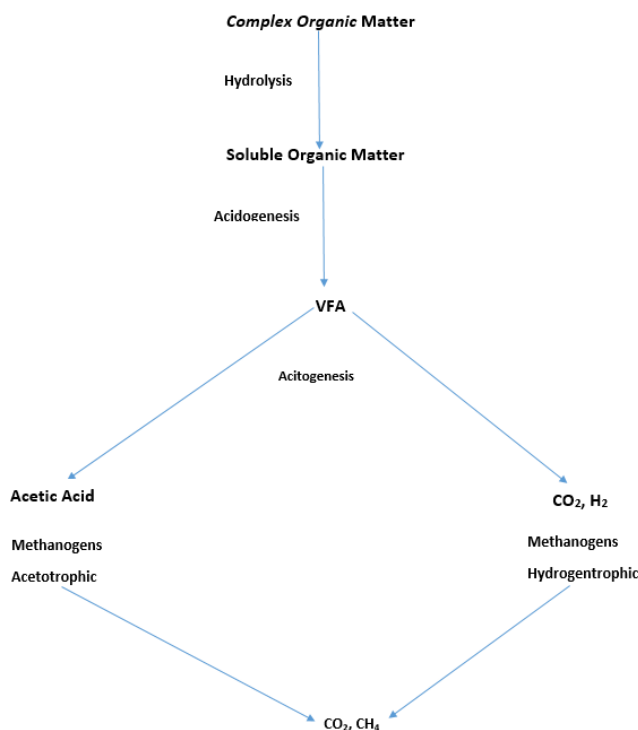 Complex Organic Matter
Hydrolysis
Soluble Organic Matter
Acidogenesis
VFA
Acitogenesis
Acetic Acid
CO₂, H₂
Methanogens
Acetotrophic
Methanogens
Hydrogentrophic
CO₂, CH₄